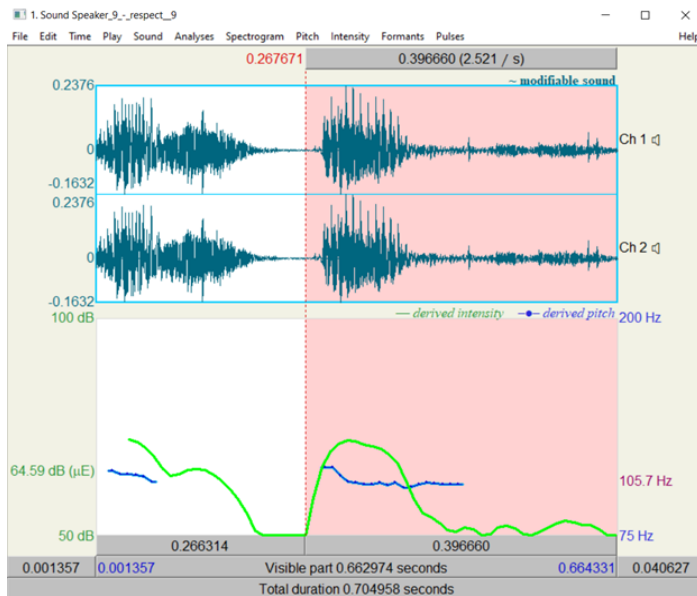 1. Sound Speaker_9_-_respect__9
File Edit Time Play Sound Analyses Spectrogram Pitch Intensity Formants Pulses Help
0.267671 0.396660 (2.521 / s)
~ modifiable sound
0.2376
0
-0.1632
Ch 1
0.2376
0
-0.1632
Ch 2
derived intensity derived pitch
100 dB 200 Hz
64.59 dB (µE) 105.7 Hz
50 dB 75 Hz
0.266314 0.396660
0.001357 0.001357 Visible part 0.662974 seconds 0.664331 0.040627
Total duration 0.704958 seconds